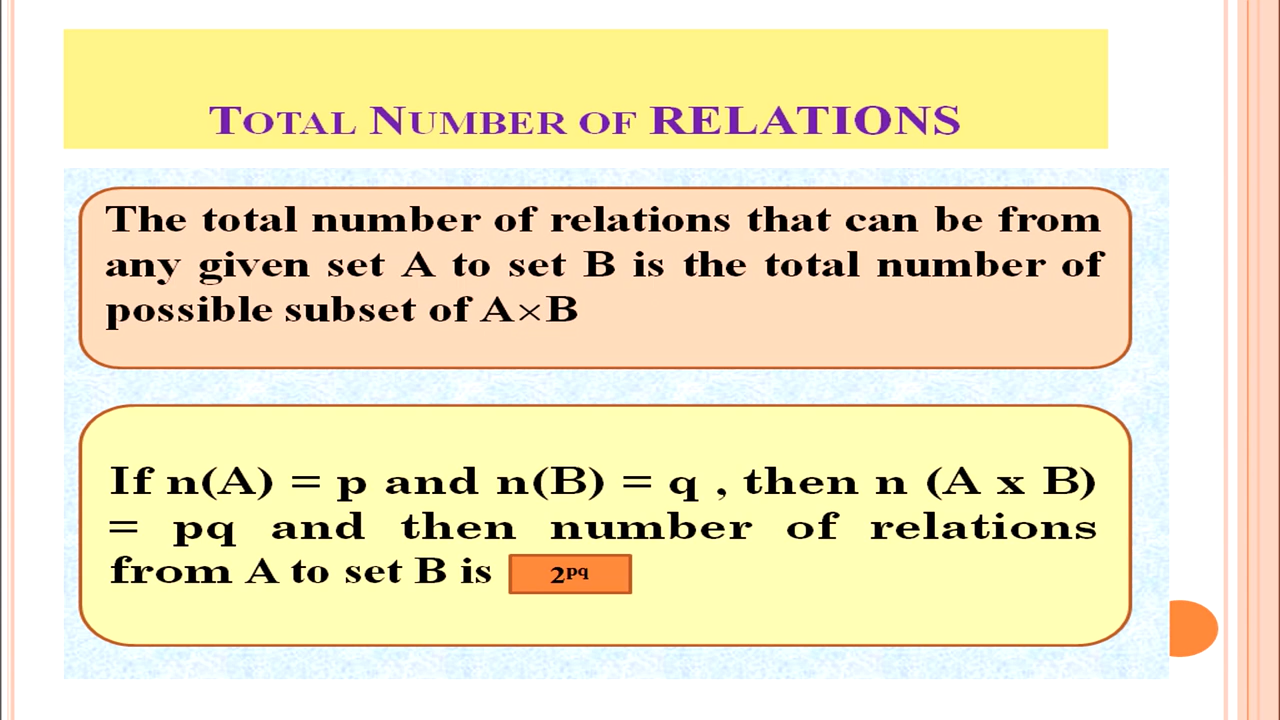 TOTAL NUMBER OF RELATIONS
The total number of relations that can be from
any given set A to set B is the total number of
possible subset of A×B
If n(A) = p and n(B) = q , then n (A x B)
= pq and then number of relations
from A to set B is 2ᵖᑫ